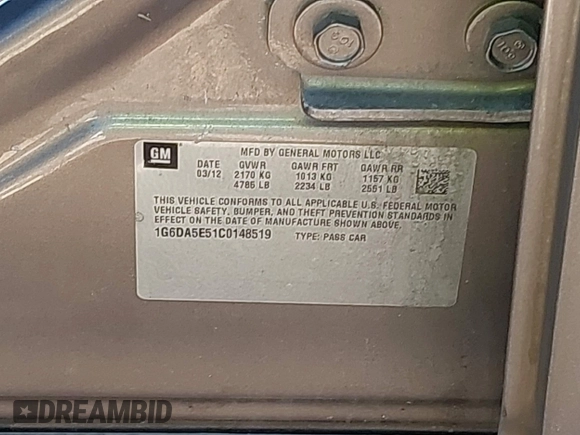 GM
MFD BY GENERAL MOTORS LLC
DATE GVWR GAWR FRT GAWR RR
03/12 2170 KG 1013 KG 1157 KG
4786 LB 2234 LB 2551 LB
THIS VEHICLE CONFORMS TO ALL APPLICABLE U.S. FEDERAL MOTOR
VEHICLE SAFETY, BUMPER, AND THEFT PREVENTION STANDARDS
IN EFFECT ON THE DATE OF MANUFACTURE SHOWN ABOVE.
1G6DA5E51C0148519 TYPE: PASS CAR
DREAMBID